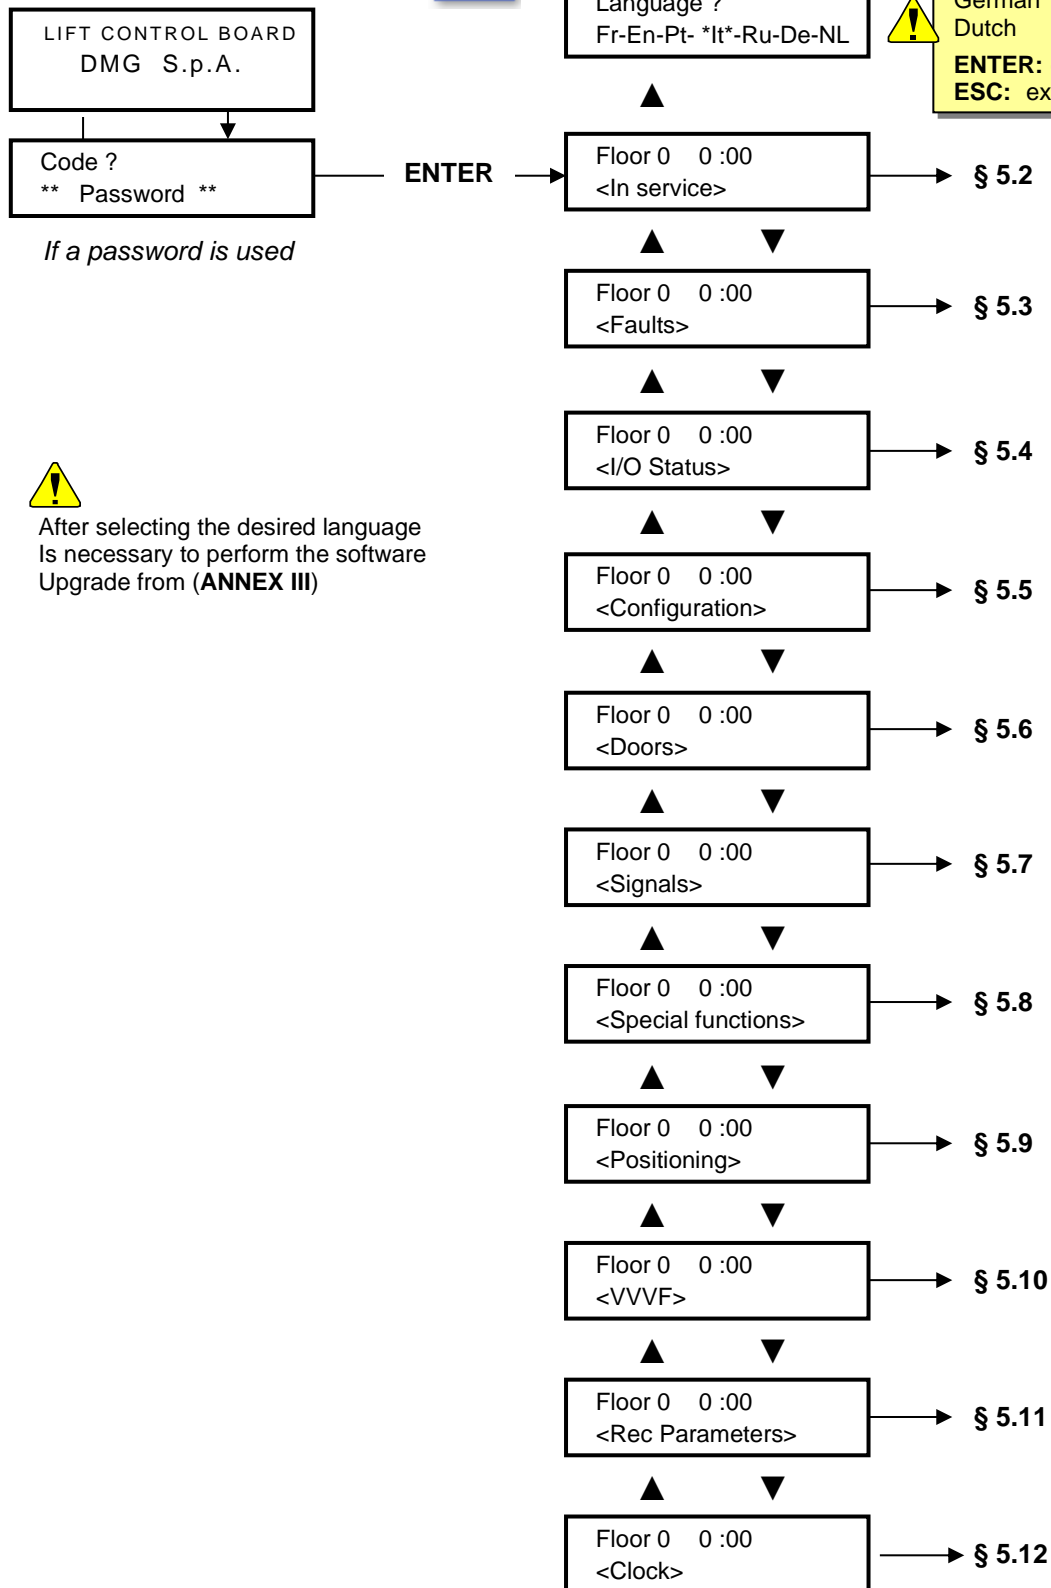 LIFT CONTROL BOARD
DMG S.p.A.
Code ?
** Password **
If a password is used
ENTER
Language ?
Fr-En-Pt- *It*-Ru-De-NL
German
Dutch
ENTER:
ESC: ex
Floor 0 0 :00
<In service>
§ 5.2
Floor 0 0 :00
<Faults>
§ 5.3
Floor 0 0 :00
<I/O Status>
§ 5.4
After selecting the desired language
Is necessary to perform the software
Upgrade from (ANNEX III)
Floor 0 0 :00
<Configuration>
§ 5.5
Floor 0 0 :00
<Doors>
§ 5.6
Floor 0 0 :00
<Signals>
§ 5.7
Floor 0 0 :00
<Special functions>
§ 5.8
Floor 0 0 :00
<Positioning>
§ 5.9
Floor 0 0 :00
<VVVF>
§ 5.10
Floor 0 0 :00
<Rec Parameters>
§ 5.11
Floor 0 0 :00
<Clock>
§ 5.12